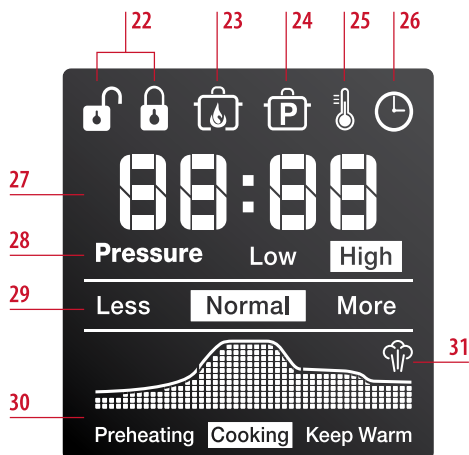 22 23 24 25 26
P
27 88:88
28 Pressure Low High
29 Less Normal More
31
30
Preheating Cooking Keep Warm